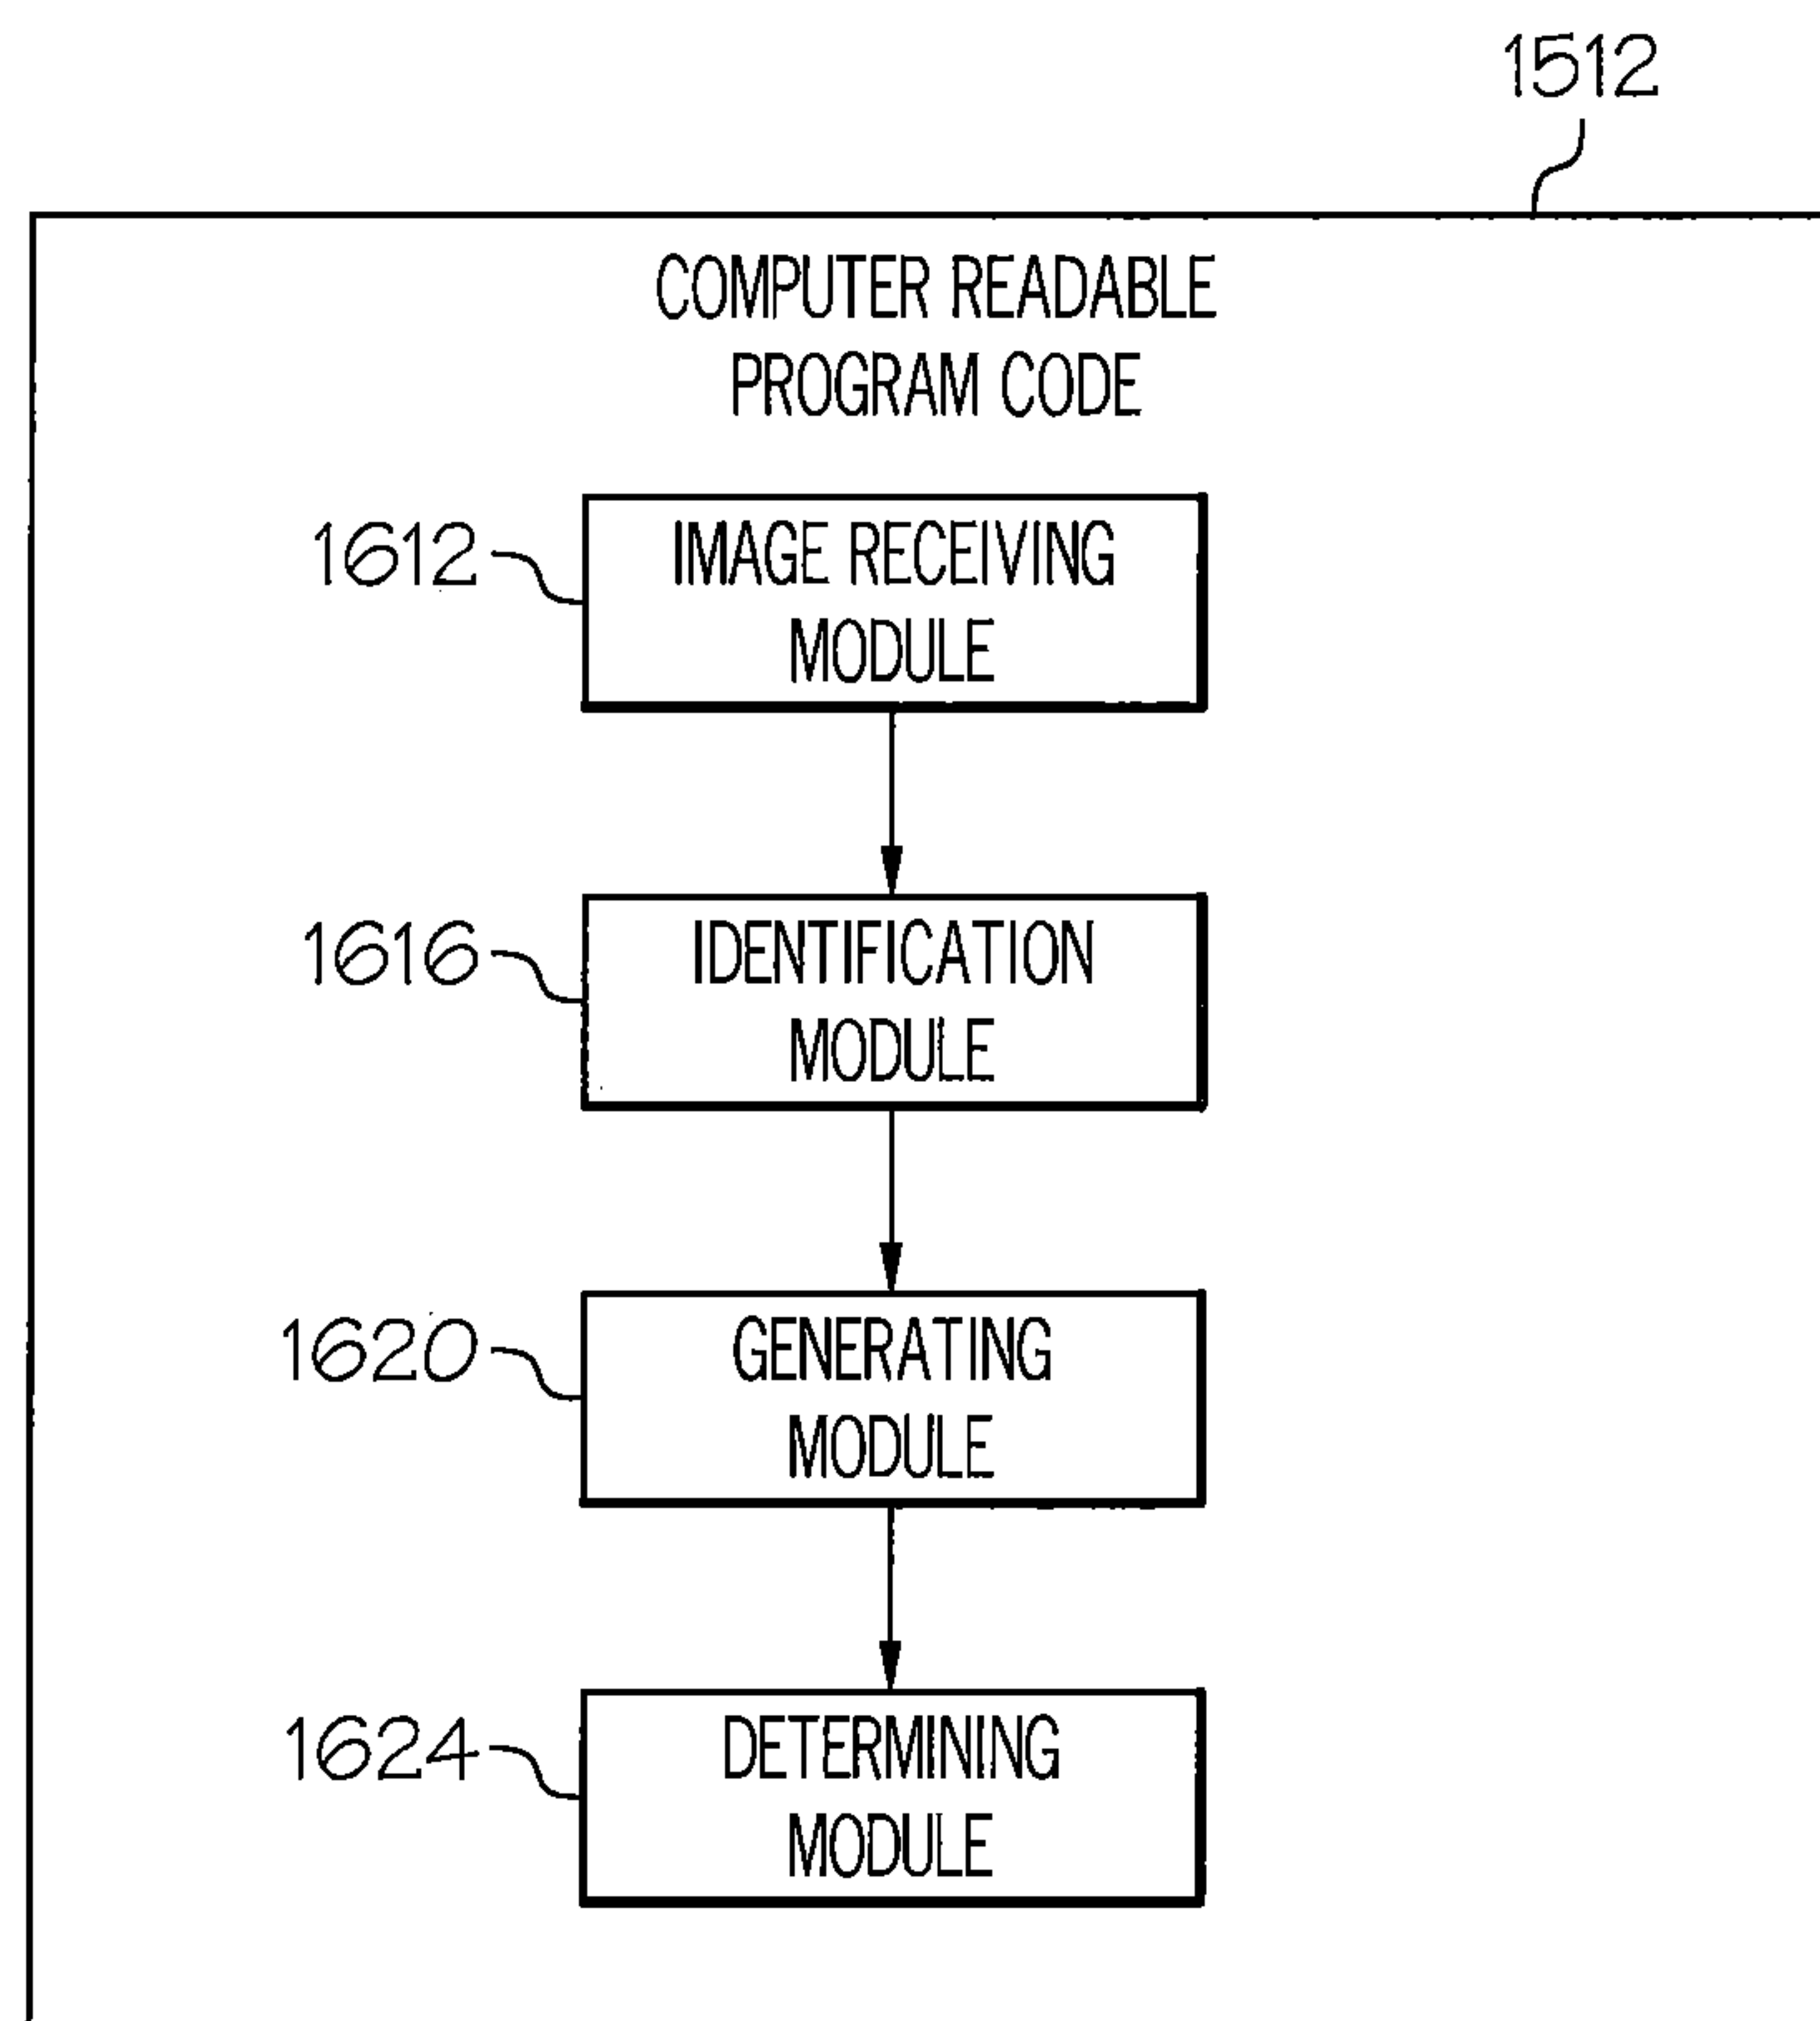 1512
COMPUTER READABLE
PROGRAM CODE
1612
IMAGE RECEIVING
MODULE
1616
IDENTIFICATION
MODULE
1620
GENERATING
MODULE
1624
DETERMINING
MODULE